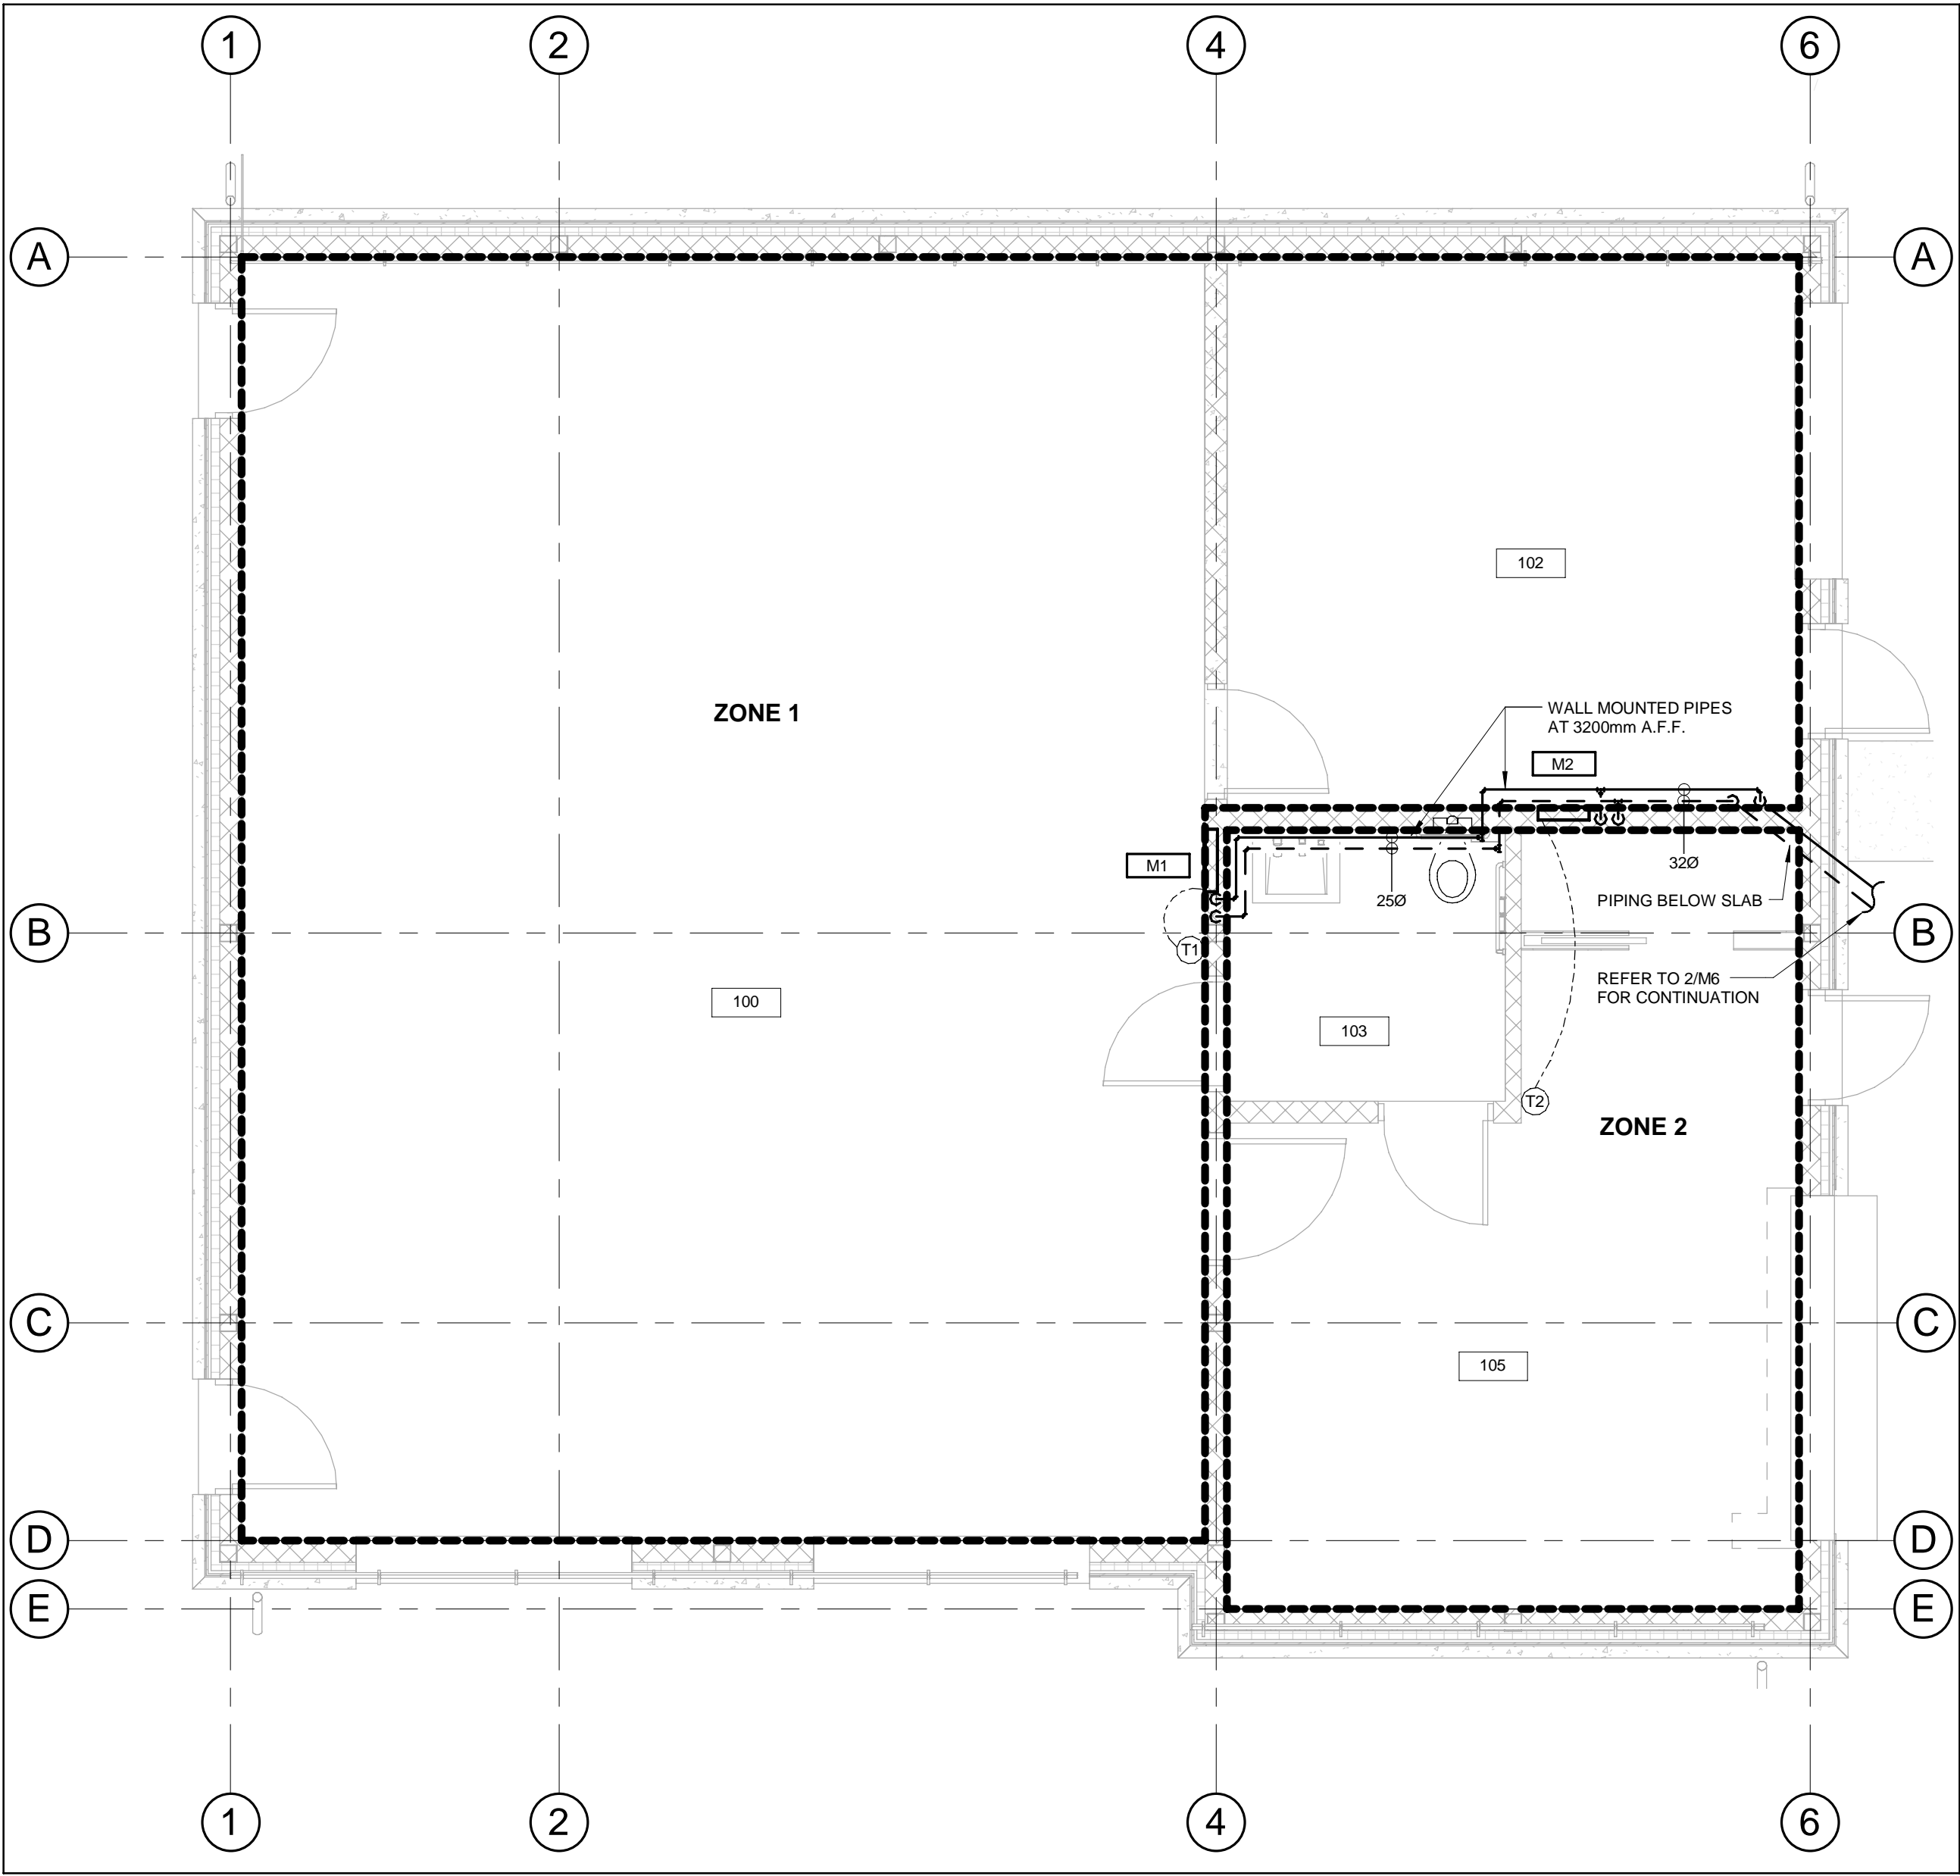 1
2
4
6
A
A
102
ZONE 1
WALL MOUNTED PIPES
AT 3200mm A.F.F.
M2
M1
32Ø
25Ø
PIPING BELOW SLAB
B
B
T1
REFER TO 2/M6
FOR CONTINUATION
100
103
T2
ZONE 2
C
C
105
D
D
E
E
1
2
4
6